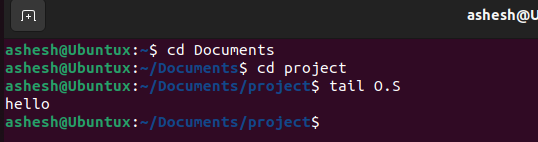 ashesh@U
ashesh@Ubuntux:~$ cd Documents
ashesh@Ubuntux:~/Documents$ cd project
ashesh@Ubuntux:~/Documents/project$ tail O.S
hello
ashesh@Ubuntux:~/Documents/project$